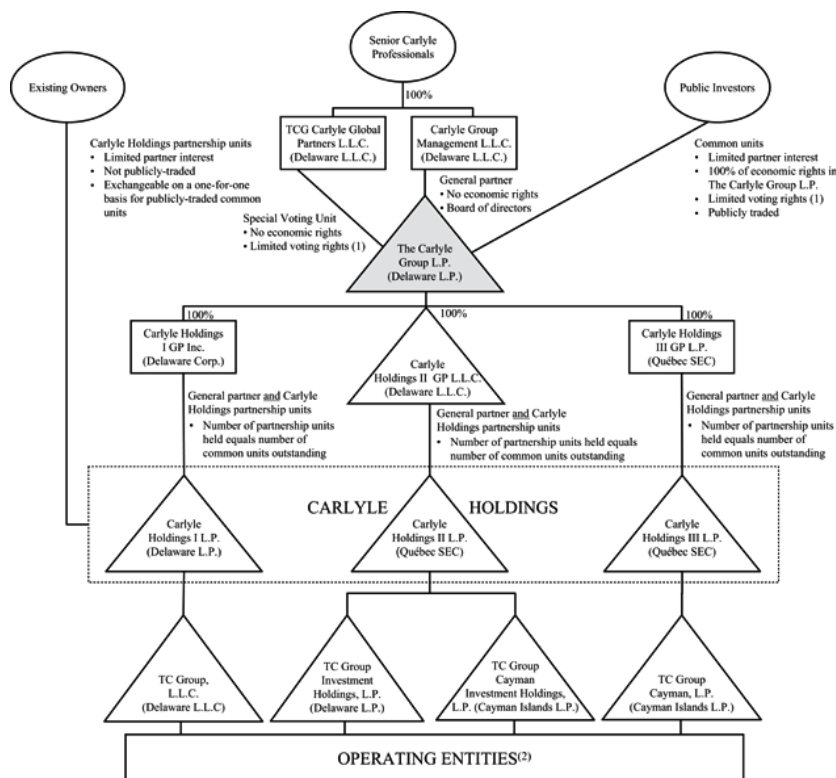 Senior Carlyle
Professionals
Existing Owners
Public Investors
100%
TCG Carlyle Global
Partners L.L.C.
(Delaware L.L.C.)
Carlyle Group
Management L.L.C.
(Delaware L.L.C.)
Carlyle Holdings partnership units
• Limited partner interest
• Not publicly-traded
• Exchangeable on a one-for-one
basis for publicly-traded common
units
Common units
• Limited partner interest
• 100% of economic rights in
The Carlyle Group L.P.
• Limited voting rights (1)
• Publicly traded
General partner
• No economic rights
• Board of directors
Special Voting Unit
• No economic rights
• Limited voting rights (1)
The Carlyle
Group L.P.
(Delaware L.P.)
100%
100%
100%
Carlyle Holdings
I GP Inc.
(Delaware Corp.)
Carlyle
Holdings II GP L.L.C.
(Delaware L.L.C.)
Carlyle Holdings
III GP L.P.
(Québec SEC)
General partner and Carlyle
Holdings partnership units
• Number of partnership units
held equals number of
common units outstanding
General partner and Carlyle
Holdings partnership units
• Number of partnership units held equals
number of common units outstanding
General partner and Carlyle
Holdings partnership units
• Number of partnership units
held equals number of
common units outstanding
CARLYLE HOLDINGS
Carlyle
Holdings I L.P.
(Delaware L.P.)
Carlyle
Holdings II L.P.
(Québec SEC)
Carlyle
Holdings III L.P.
(Québec SEC)
TC Group,
L.L.C.
(Delaware L.L.C)
TC Group
Investment
Holdings, L.P.
(Delaware L.P.)
TC Group
Cayman
Investment Holdings,
L.P. (Cayman Islands L.P.)
TC Group
Cayman, L.P.
(Cayman Islands L.P.)
OPERATING ENTITIES(2)